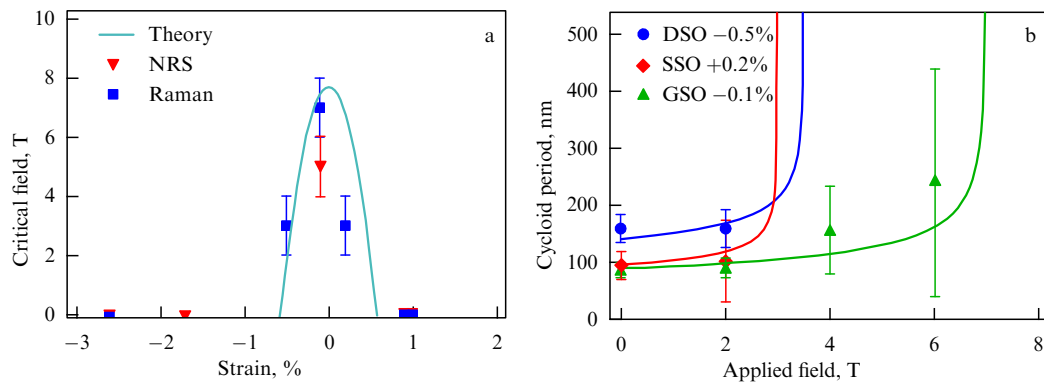 a
Theory
NRS
Raman
Critical field, T
10
8
6
4
2
0
−3
−2
−1
0
1
2
Strain, %
b
DSO −0.5%
SSO +0.2%
GSO −0.1%
Cycloid period, nm
500
400
300
200
100
0
0
2
4
6
8
Applied field, T